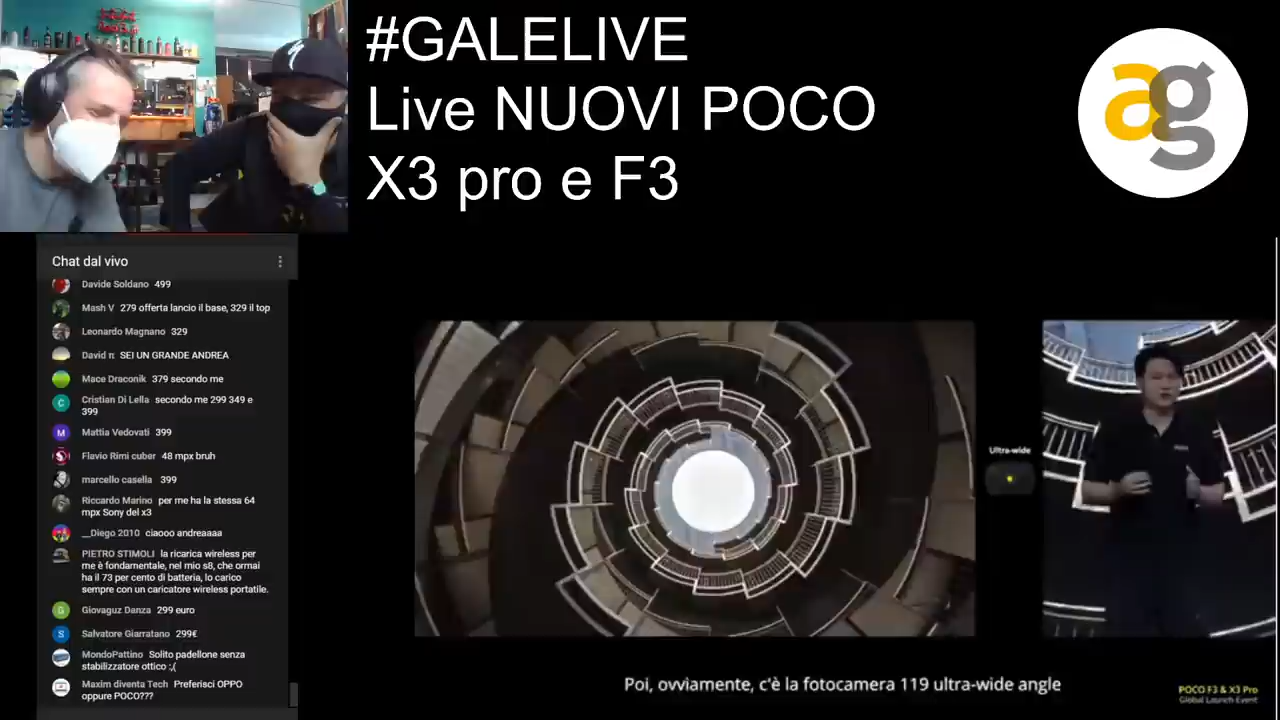 #GALELIVE
Live NUOVI POCO
X3 pro e F3
ag
Chat dal vivo
Davide Soldano 499
Mash V 279 offerta lancio il base, 329 il top
Leonardo Magnano 329
David n SEI UN GRANDE ANDREA
Mace Draconik 379 secondo me
C
Cristian Di Lella secondo me 299 349 e
399
M
Mattia Vedovati 399
Flavio Rimi cuber 48 mpx bruh
marcello casella 399
Riccardo Marino per me ha la stessa 64
mpx Sony del x3
__Diego 2010 ciaooo andreaaaa
PIETRO STIMOLI la ricarica wireless per
me è fondamentale, nel mio s8, che ormai
ha il 73 per cento di batteria, lo carico
sempre con un caricatore wireless portatile.
G
Giovaguz Danza 299 euro
S
Salvatore Giarratano 299€
MondoPattino Solito padellone senza
stabilizzatore ottico ;,(
Maxim diventa Tech Preferisci OPPO
oppure POCO???
Ultra-wide
Poi, ovviamente, c'è la fotocamera 119 ultra-wide angle
POCO F3 & X3 Pro
Global Launch Event